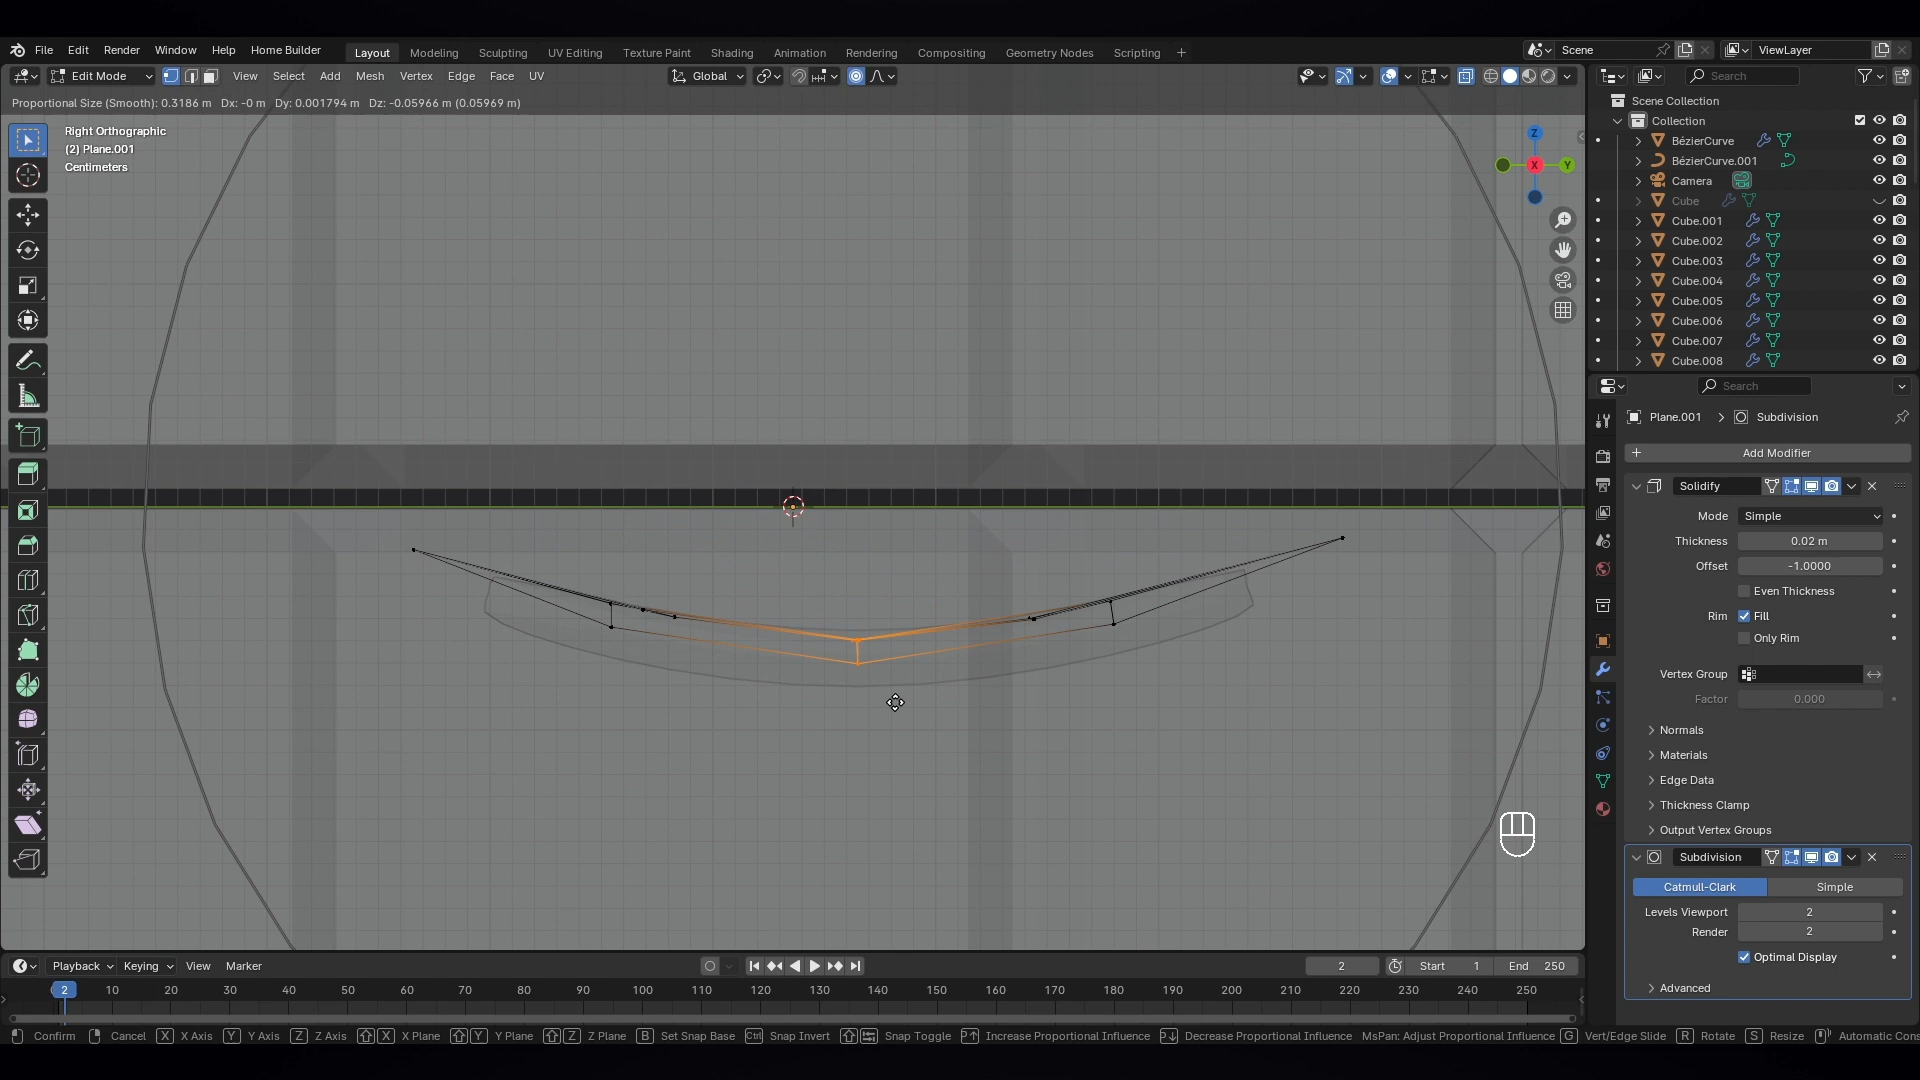 File Edit Render Window Help Home Builder Layout Modeling Sculpting UV Editing Texture Paint Shading Animation Rendering Compositing Geometry Nodes Scripting + Scene ViewLayer
Edit Mode View Select Add Mesh Vertex Edge Face UV Global Search
Proportional Size (Smooth): 0.3186 m Dx: -0 m Dy: 0.001794 m Dz: -0.05966 m (0.05969 m)
Right Orthographic
(2) Plane.001
Centimeters
Z
X
Y
Scene Collection
Collection
BézierCurve
BézierCurve.001
Camera
Cube
Cube.001
Cube.002
Cube.003
Cube.004
Cube.005
Cube.006
Cube.007
Cube.008
Search
Plane.001 > Subdivision
+ Add Modifier
Solidify
Mode Simple
Thickness 0.02 m
Offset -1.0000
Even Thickness
Rim Fill
Only Rim
Vertex Group
Factor 0.000
Normals
Materials
Edge Data
Thickness Clamp
Output Vertex Groups
Subdivision
Catmull-Clark Simple
Levels Viewport 2
Render 2
Optimal Display
Advanced
Playback Keying View Marker 2 Start 1 End 250
2 10 20 30 40 50 60 70 80 90 100 110 120 130 140 150 160 170 180 190 200 210 220 230 240 250
Confirm Cancel X X Axis Y Y Axis Z Z Axis X X Plane Y Y Plane Z Z Plane B Set Snap Base Ctrl Snap Invert Snap Toggle Increase Proportional Influence Decrease Proportional Influence MsPan: Adjust Proportional Influence G Vert/Edge Slide R Rotate S Resize Automatic Cons